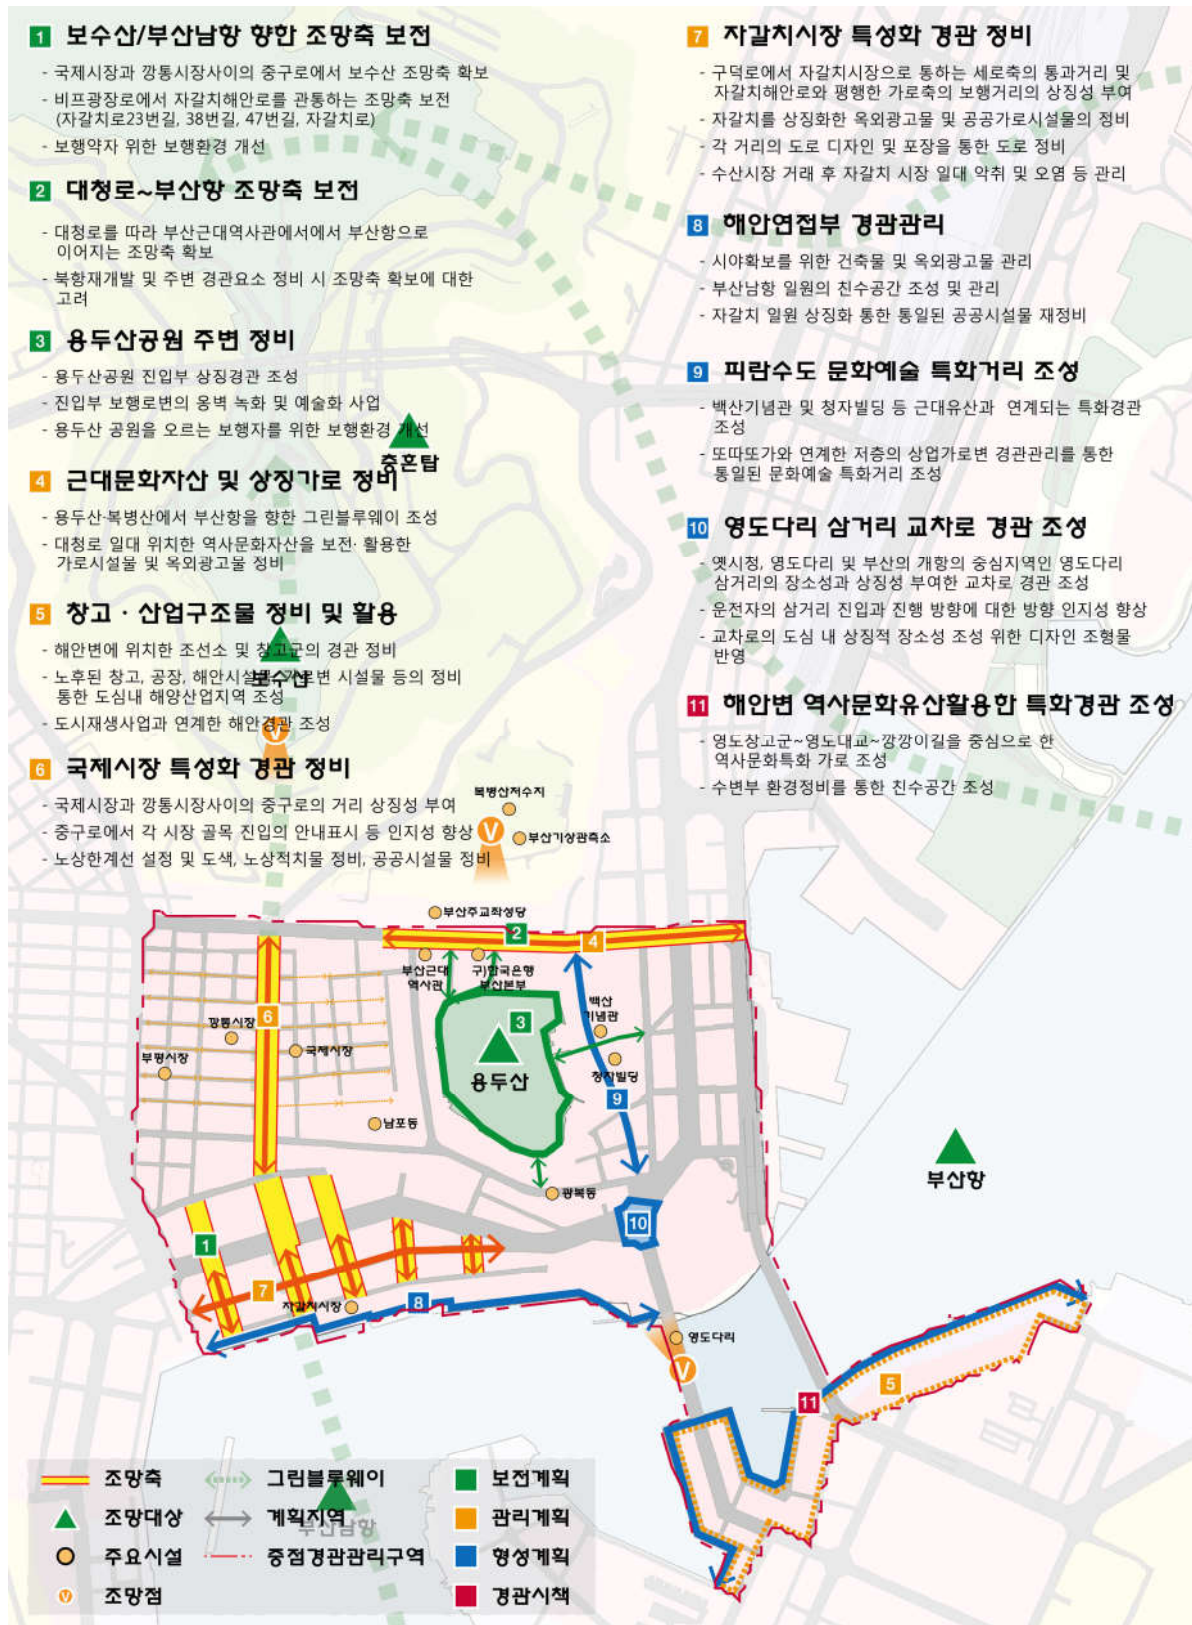 1 보수산/부산남항 향한 조망축 보전
- 국제시장과 깡통시장사이의 중구로에서 보수산 조망축 확보
- 비프광장로에서 자갈치해안로를 관통하는 조망축 보전
(자갈치로23번길, 38번길, 47번길, 자갈치로)
- 보행약자 위한 보행환경 개선
2 대청로~부산항 조망축 보전
- 대청로를 따라 부산근대역사관에서에서 부산항으로
이어지는 조망축 확보
- 북항재개발 및 주변 경관요소 정비 시 조망축 확보에 대한
고려
3 용두산공원 주변 정비
- 용두산공원 진입부 상징경관 조성
- 진입부 보행로변의 옹벽 녹화 및 예술화 사업
- 용두산 공원을 오르는 보행자를 위한 보행환경 개선
충혼탑
4 근대문화자산 및 상징가로 정비
- 용두산·복병산에서 부산항을 향한 그린블루웨이 조성
- 대청로 일대 위치한 역사문화자산을 보전· 활용한
가로시설물 및 옥외광고물 정비
5 창고 · 산업구조물 정비 및 활용
- 해안변에 위치한 조선소 및 창고군의 경관 정비
- 노후된 창고, 공장, 해안시설물, 가로변 시설물 등의 정비
통한 도심내 해양산업지역 조성
보수산
- 도시재생사업과 연계한 해안경관 조성
V
6 국제시장 특성화 경관 정비
- 국제시장과 깡통시장사이의 중구로의 거리 상징성 부여
- 중구로에서 각 시장 골목 진입의 안내표시 등 인지성 향상
- 노상한계선 설정 및 도색, 노상적치물 정비, 공공시설물 정비
7 자갈치시장 특성화 경관 정비
- 구덕로에서 자갈치시장으로 통하는 세로축의 통과거리 및
자갈치해안로와 평행한 가로축의 보행거리의 상징성 부여
- 자갈치를 상징화한 옥외광고물 및 공공가로시설물의 정비
- 각 거리의 도로 디자인 및 포장을 통한 도로 정비
- 수산시장 거래 후 자갈치 시장 일대 악취 및 오염 등 관리
8 해안연접부 경관관리
- 시야확보를 위한 건축물 및 옥외광고물 관리
- 부산남항 일원의 친수공간 조성 및 관리
- 자갈치 일원 상징화 통한 통일된 공공시설물 재정비
9 피란수도 문화예술 특화거리 조성
- 백산기념관 및 청자빌딩 등 근대유산과 연계되는 특화경관
조성
- 또따또가와 연계한 저층의 상업가로변 경관관리를 통한
통일된 문화예술 특화거리 조성
10 영도다리 삼거리 교차로 경관 조성
- 옛시청, 영도다리 및 부산의 개항의 중심지역인 영도다리
삼거리의 장소성과 상징성 부여한 교차로 경관 조성
- 운전자의 삼거리 진입과 진행 방향에 대한 방향 인지성 향상
- 교차로의 도심 내 상징적 장소성 조성 위한 디자인 조형물
반영
11 해안변 역사문화유산활용한 특화경관 조성
- 영도창고군~영도대교~깡깡이길을 중심으로 한
역사문화특화 가로 조성
- 수변부 환경정비를 통한 친수공간 조성
복병산저수지
V
부산기상관측소
부산주교좌성당
2
4
부산근대
역사관
구)한국은행
부산본부
백산
기념관
3
6
깡통시장
국제시장
부평시장
용두산
청자빌딩
9
남포동
광복동
부산항
10
1
7
자갈치시장
8
영도다리
V
5
11
조망축
그린블루웨이
보전계획
조망대상
계획지역
관리계획
부산남항
주요시설
중점경관관리구역
형성계획
V 조망점
경관시책